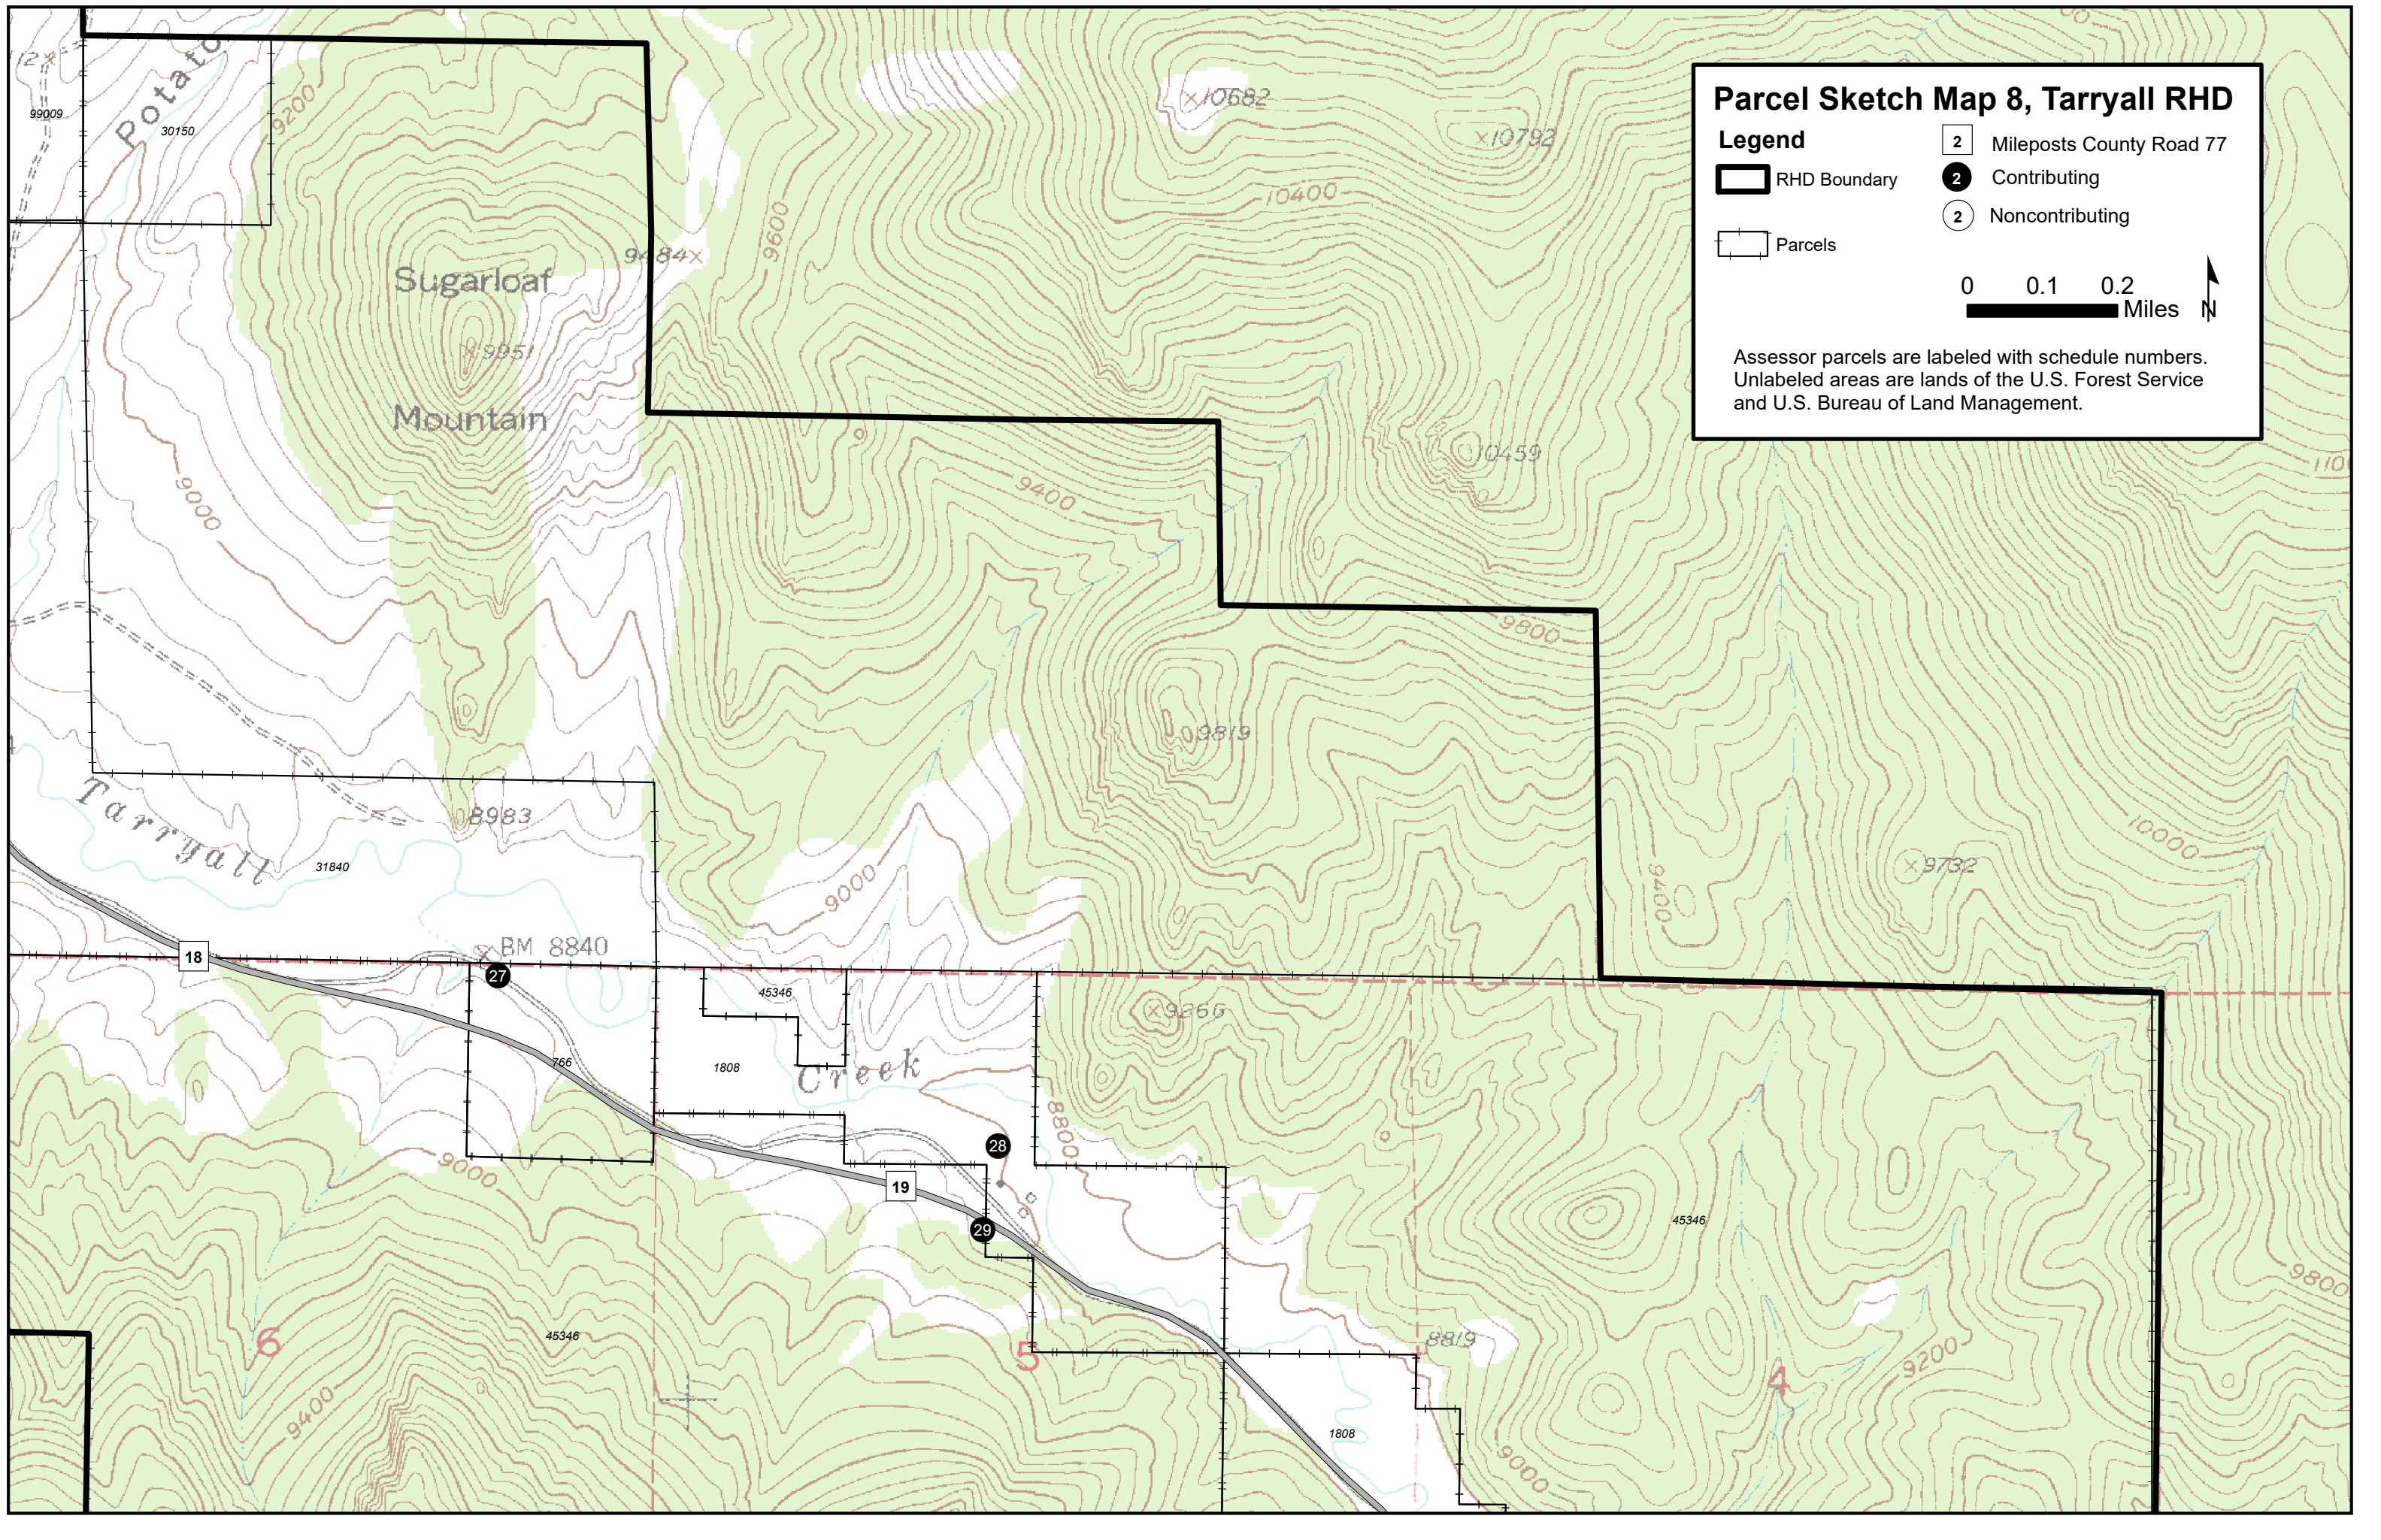 Parcel Sketch Map 8, Tarryall RHD
Legend
2 Mileposts County Road 77
RHD Boundary
2 Contributing
2 Noncontributing
Parcels
0 0.1 0.2
Miles N
Assessor parcels are labeled with schedule numbers.
Unlabeled areas are lands of the U.S. Forest Service
and U.S. Bureau of Land Management.
Potato
99009
30150
9200
10682
10792
10400
9600
9484
Sugarloaf
9951
Mountain
9000
9400
10459
9800
9819
Tarryall
8983
31840
9000
9400
9732
10000
18
BM 8840
27
45346
9266
766
1808
Creek
8800
28
9000
19
29
45346
9800
6
45346
5
8819
4
9200
9400
1808
9000